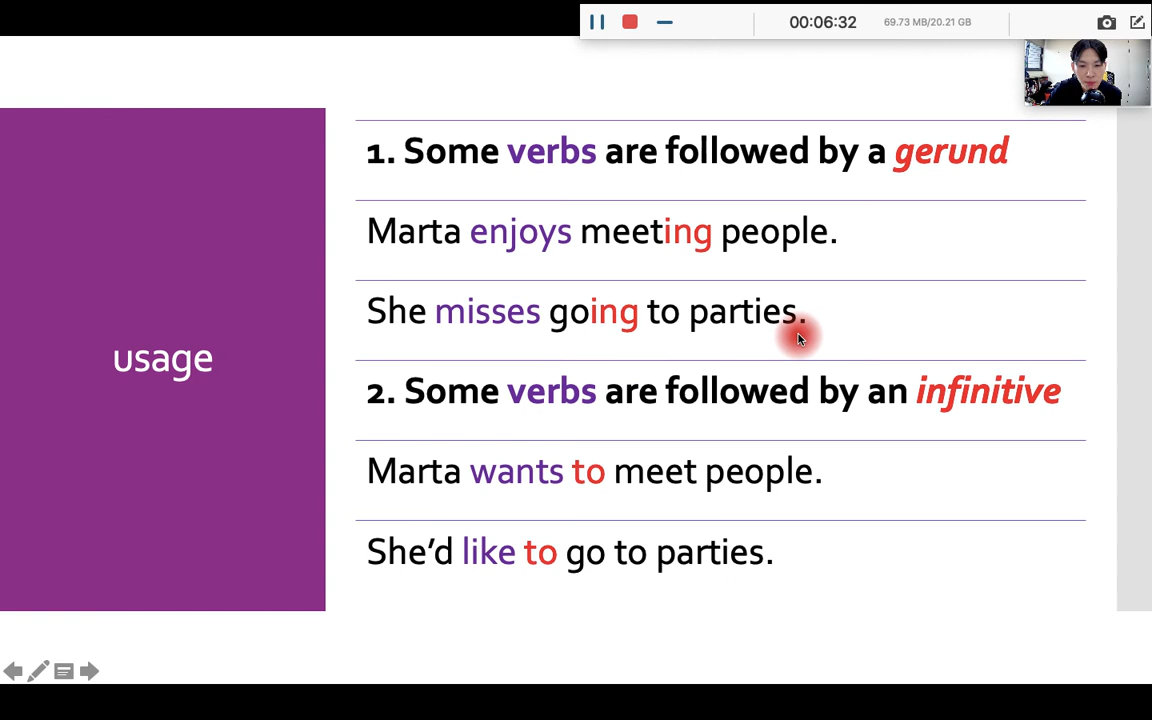 00:06:32
69.73 MB/20.21 GB
usage
1. Some verbs are followed by a gerund
Marta enjoys meeting people.
She misses going to parties.
2. Some verbs are followed by an infinitive
Marta wants to meet people.
She’d like to go to parties.